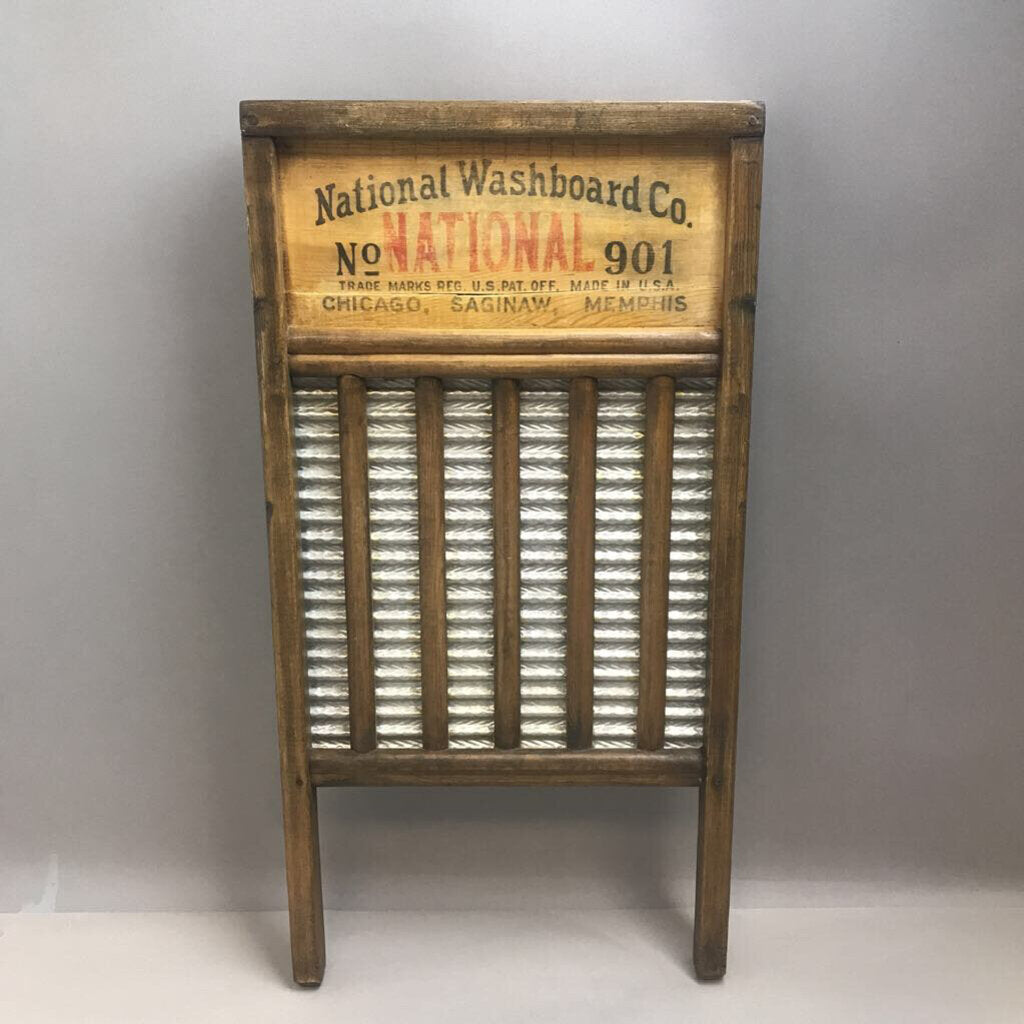 National Washboard Co.
No NATIONAL 901
TRADE MARKS REG. U.S. PAT. OFF. MADE IN U.S.A.
CHICAGO, SAGINAW, MEMPHIS